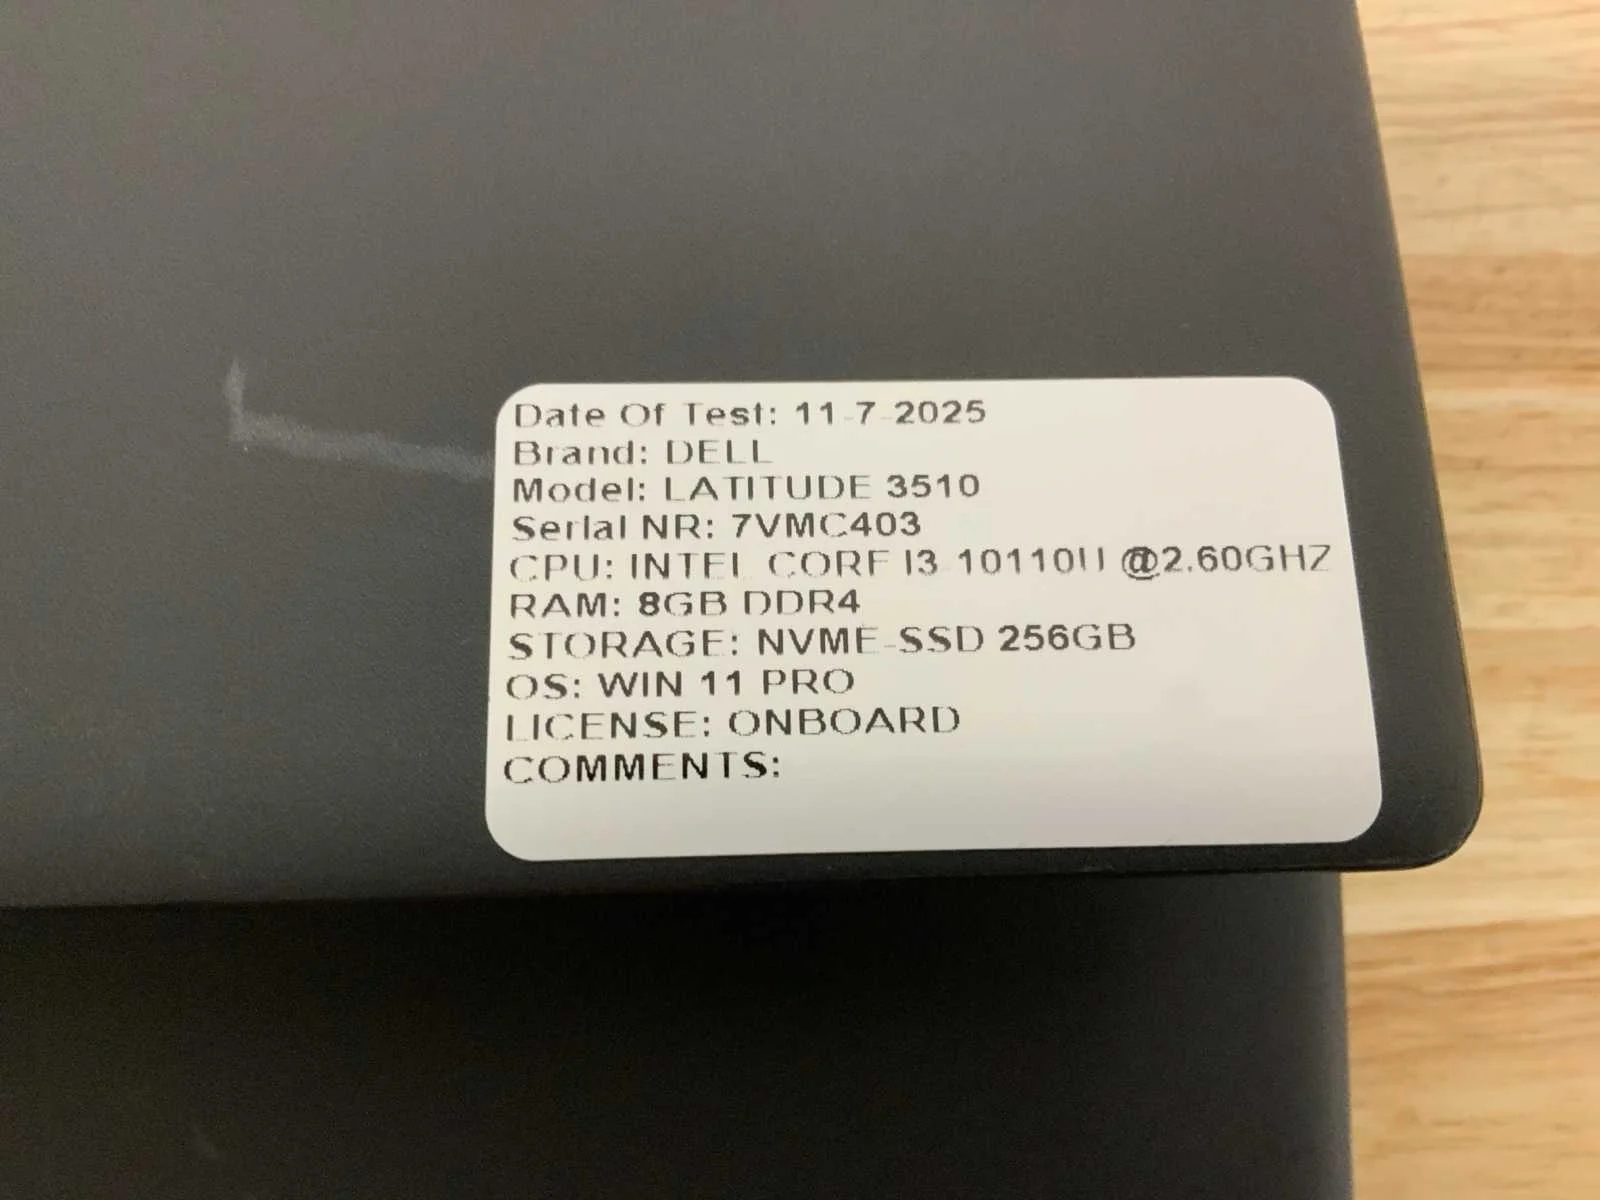 Date Of Test: 11-7-2025
Brand: DELL
Model: LATITUDE 3510
Serial NR: 7VMC403
CPU: INTEL CORE I3 10110U @2.60GHZ
RAM: 8GB DDR4
STORAGE: NVME-SSD 256GB
OS: WIN 11 PRO
LICENSE: ONBOARD
COMMENTS: